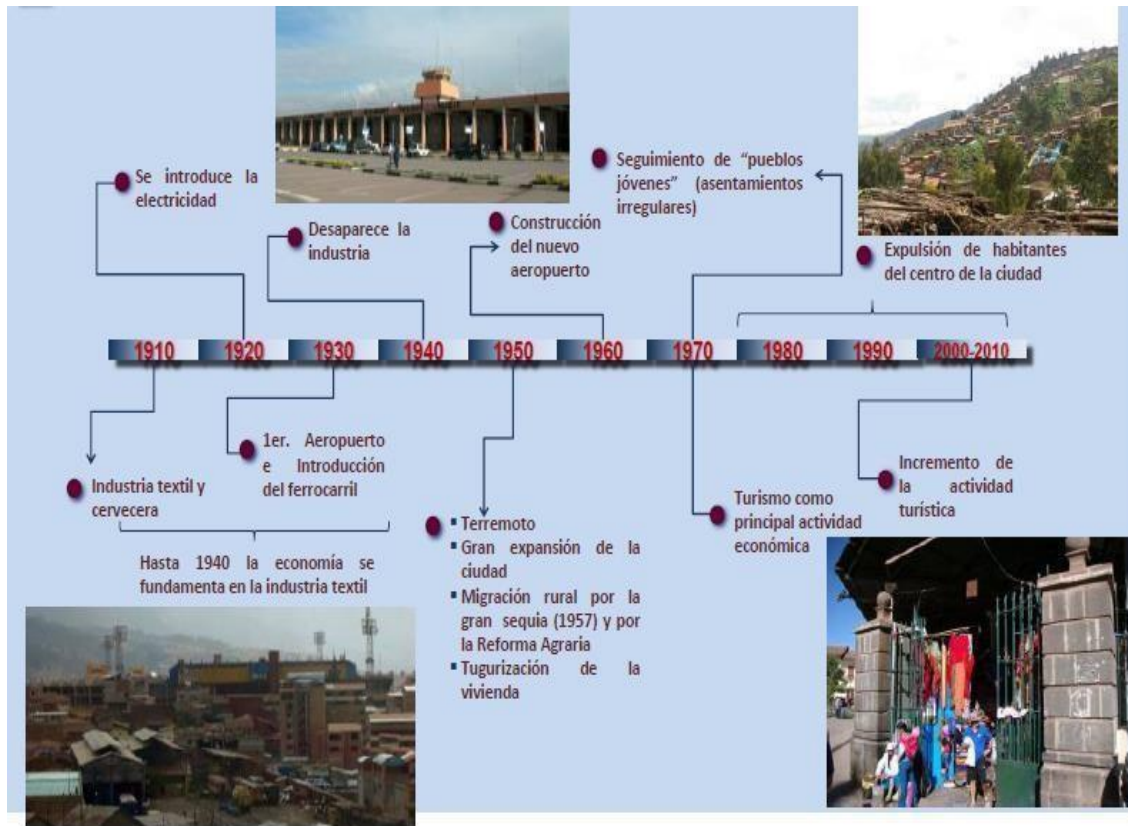 Se introduce la
electricidad
Desaparece la
industria
Construcción
del nuevo
aeropuerto
Seguimiento de “pueblos
jóvenes” (asentamientos
irregulares)
Expulsión de habitantes
del centro de la ciudad
1910 1920 1930 1940 1950 1960 1970 1980 1990 2000-2010
Industria textil y
cervecera
1er. Aeropuerto
e Introducción
del ferrocarril
Hasta 1940 la economía se
fundamenta en la industria textil
▪ Terremoto
▪ Gran expansión de la
ciudad
▪ Migración rural por la
gran sequia (1957) y por
la Reforma Agraria
▪ Tugurización de la
vivienda
Turismo como
principal actividad
económica
Incremento de
la actividad
turística